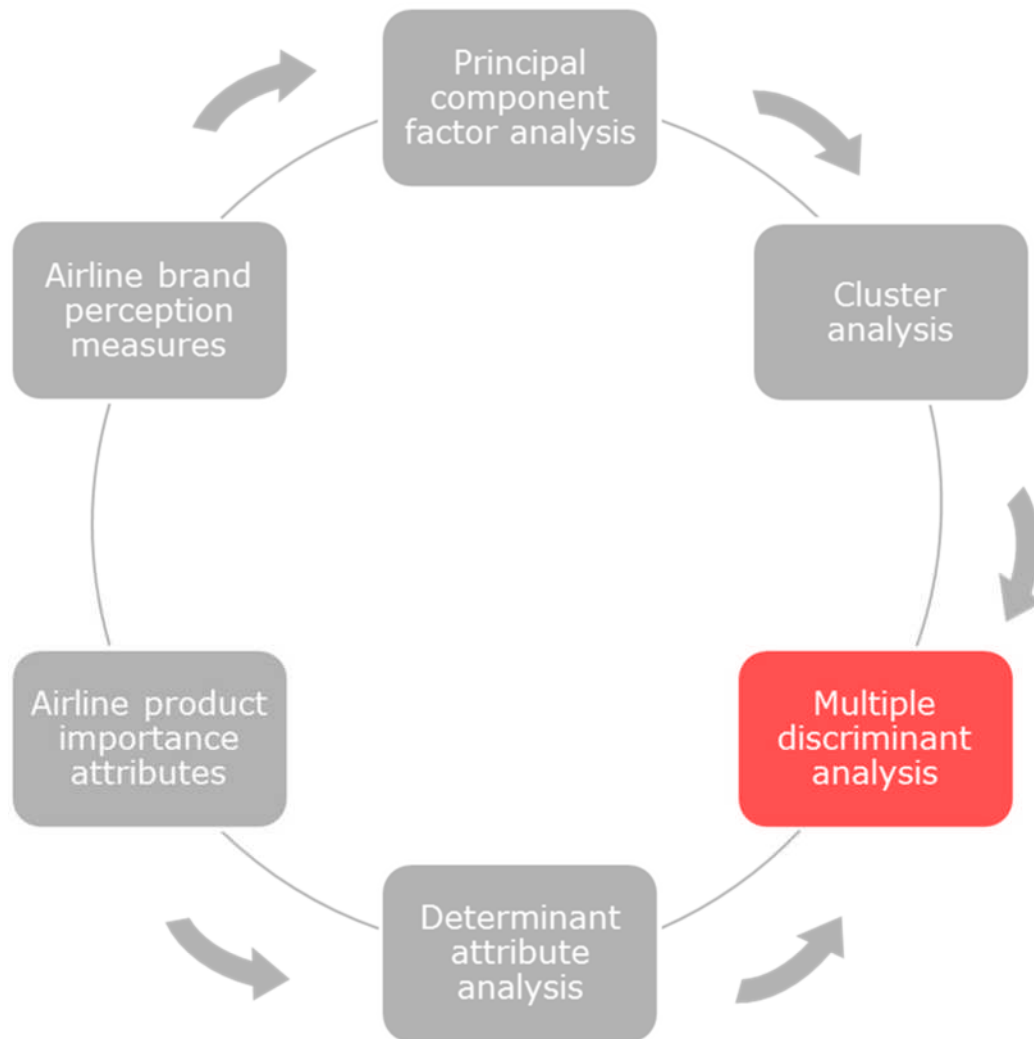 Principal
component
factor analysis
Airline brand
perception
measures
Cluster
analysis
Airline product
importance
attributes
Multiple
discriminant
analysis
Determinant
attribute
analysis